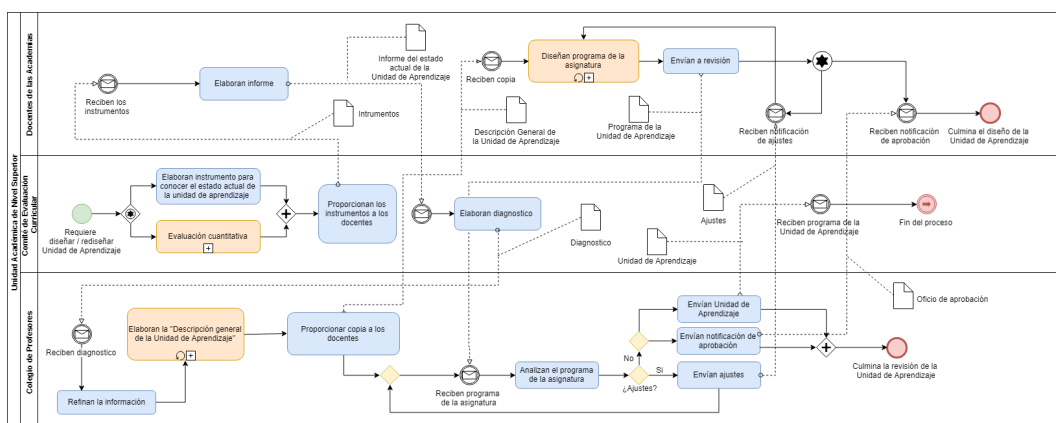 Unidad Académica de Nivel Superior
Docentes de las Academias
Reciben los
instrumentos
Elaboran informe
Informe del estado
actual de la
Unidad de Aprendizaje
Intrumentos
Reciben copia
Descripción General de
la Unidad de Aprendizaje
Diseñan programa de la
asignatura
Envían a revisión
Programa de la
Unidad de Aprendizaje
Reciben notificación
de ajustes
Reciben notificación
de aprobación
Culmina el diseño de la
Unidad de Aprendizaje
Comité de Evaluación
Curricular
Requiere
diseñar / rediseñar
Unidad de Aprendizaje
Elaboran instrumento para
conocer el estado actual de
la unidad de aprendizaje
Evaluación cuantitativa
Proporcionan los
instrumentos a los
docentes
Elaboran diagnostico
Diagnostico
Ajustes
Unidad de Aprendizaje
Reciben programa de la
Unidad de Aprendizaje
Fin del proceso
Oficio de aprobación
Colegio de Profesores
Reciben diagnostico
Refinan la información
Elaboran la "Descripción general
de la Unidad de Aprendizaje"
Proporcionar copia a los
docentes
Reciben programa
de la asignatura
Analizan el programa
de la asignatura
¿Ajustes?
No
Si
Envían Unidad de
Aprendizaje
Envían notificación de
aprobación
Envían ajustes
Culmina la revisión de la
Unidad de Aprendizaje